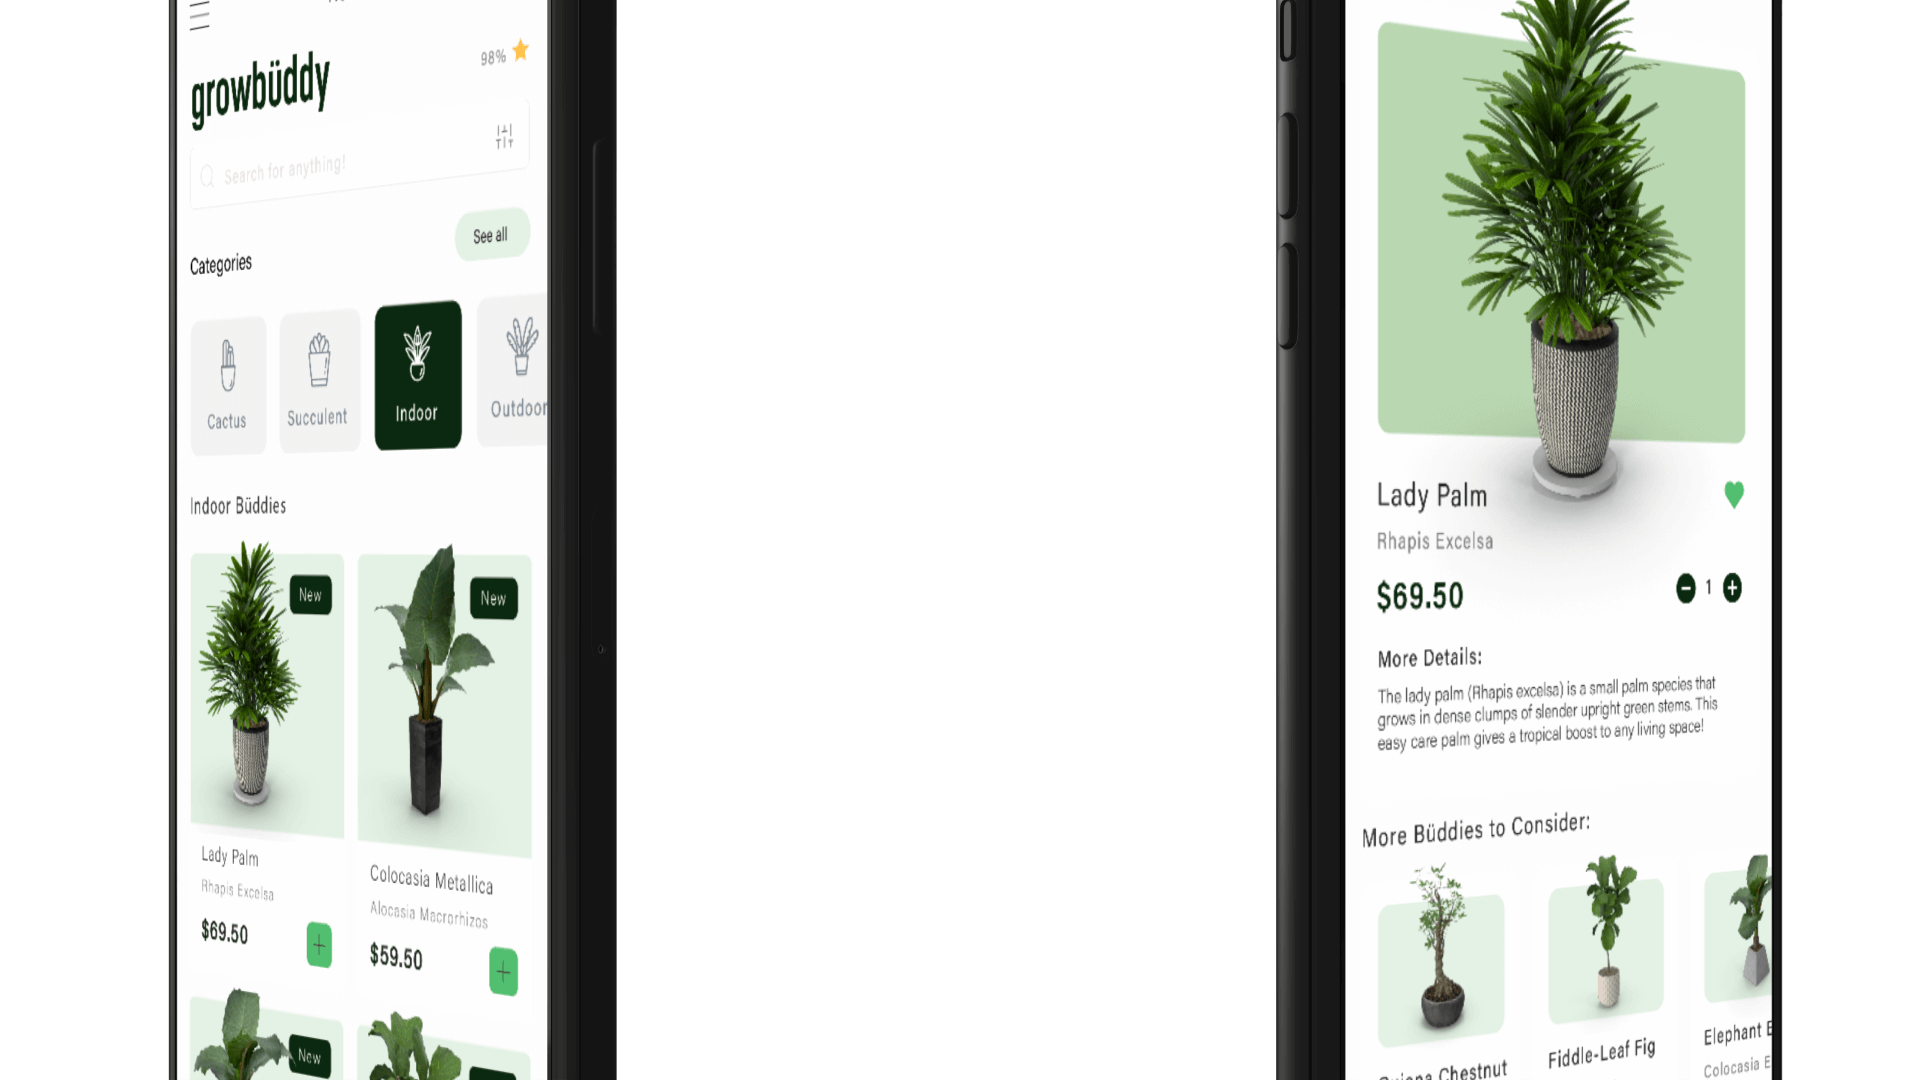 growbüddy
98%
Search for anything!
See all
Categories
Cactus
Succulent
Indoor
Outdoor
Indoor Büddies
New
New
Lady Palm
Rhapis Excelsa
$69.50
Colocasia Metallica
Alocasia Macrorhizos
$59.50
New
Lady Palm
Rhapis Excelsa
$69.50
1
More Details:
The lady palm (Rhapis excelsa) is a small palm species that
grows in dense clumps of slender upright green stems. This
easy care palm gives a tropical boost to any living space!
More Büddies to Consider:
Chestnut
Fiddle-Leaf Fig
Elephant E
Colocasia E